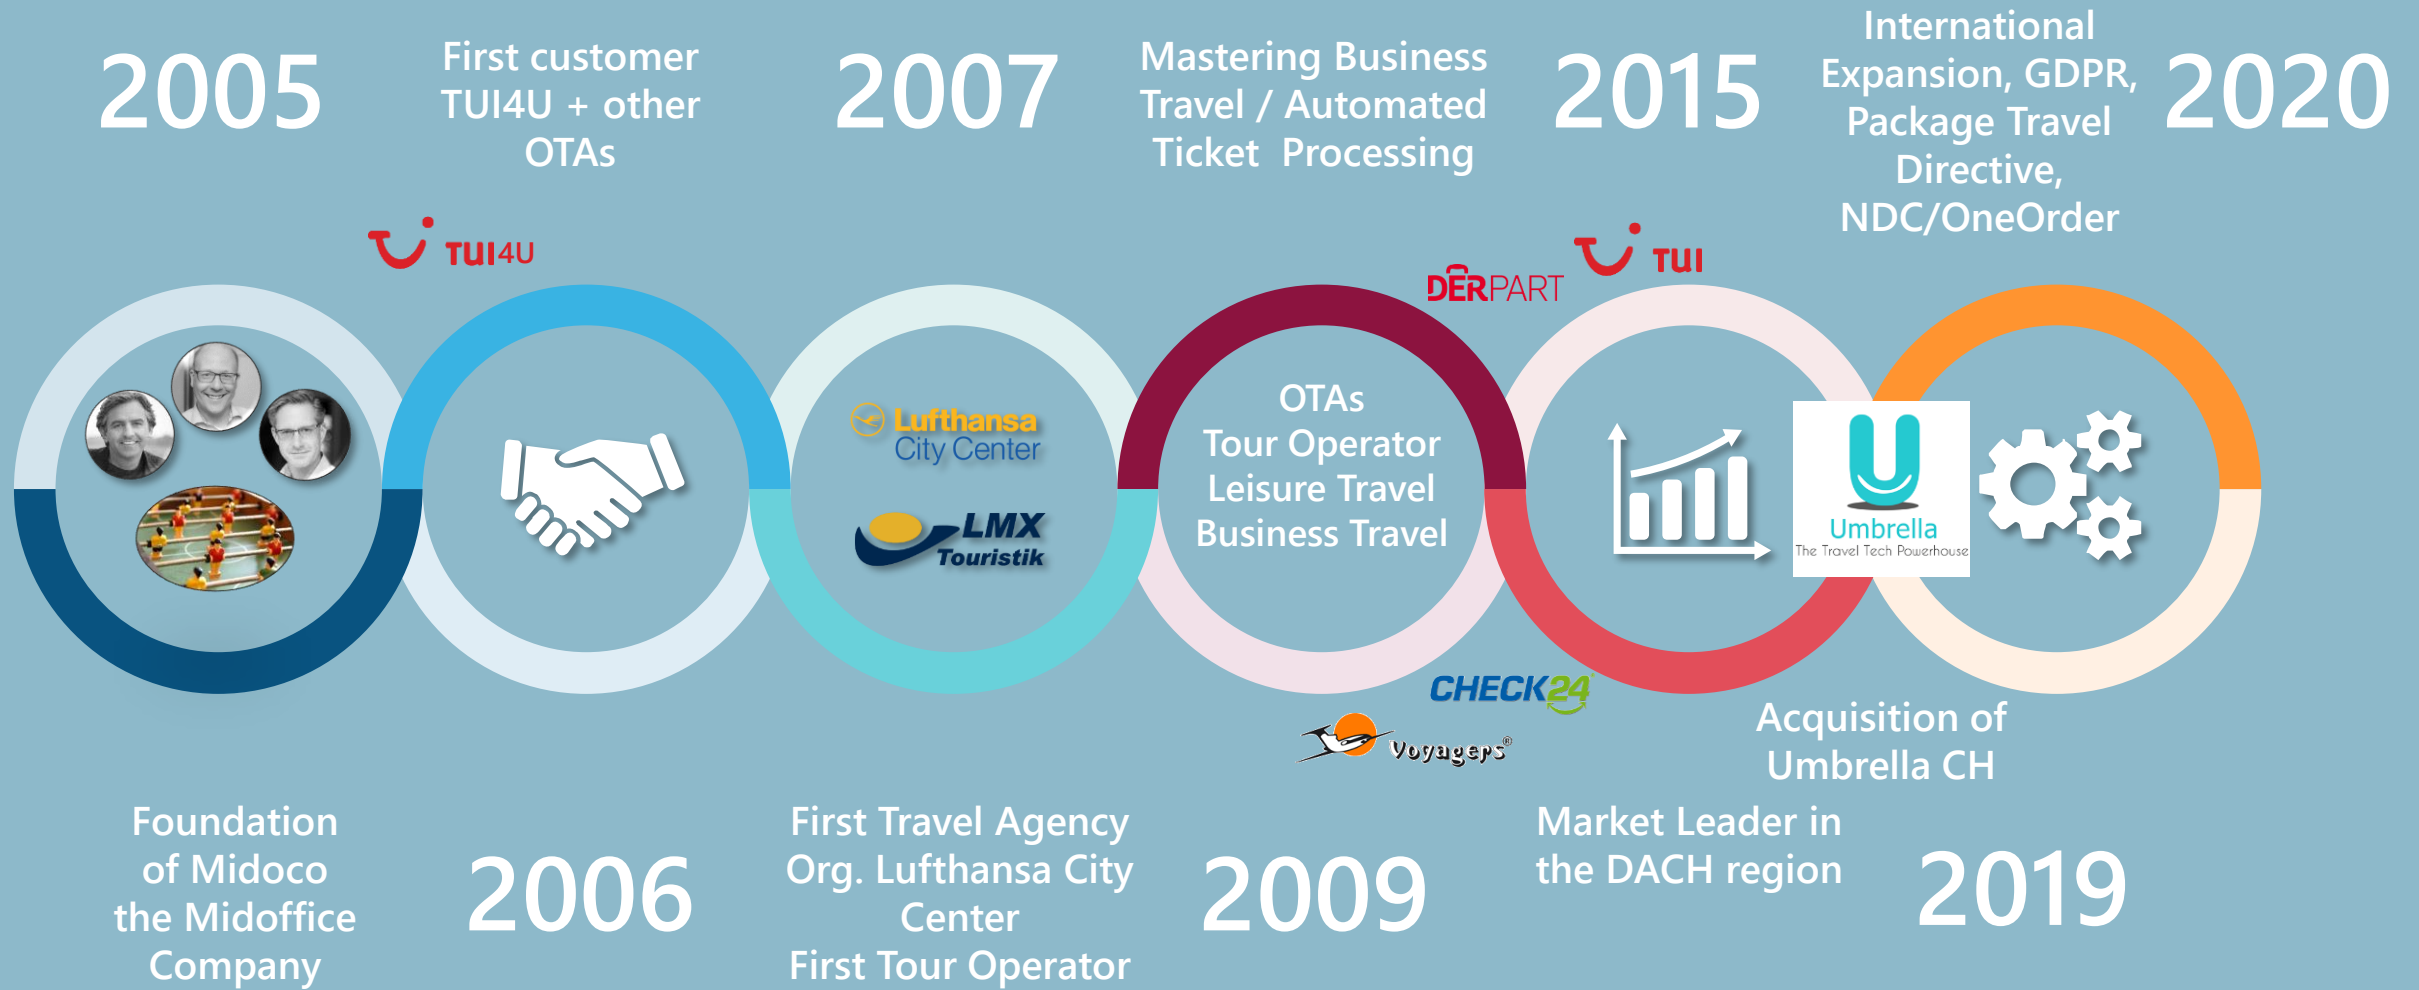 2005
Foundation
of Midoco
the Midoffice
Company
First customer
TUI4U + other
OTAs
TUI4U
2006
2007
Lufthansa
City Center
LMX
Touristik
First Travel Agency
Org. Lufthansa City
Center
First Tour Operator
Mastering Business
Travel / Automated
Ticket Processing
OTAs
Tour Operator
Leisure Travel
Business Travel
2009
DERPART
TUI
CHECK24
Voyagers®
2015
Market Leader in
the DACH region
Umbrella
The Travel Tech Powerhouse
Acquisition of
Umbrella CH
2019
International
Expansion, GDPR,
Package Travel
Directive,
NDC/OneOrder
2020